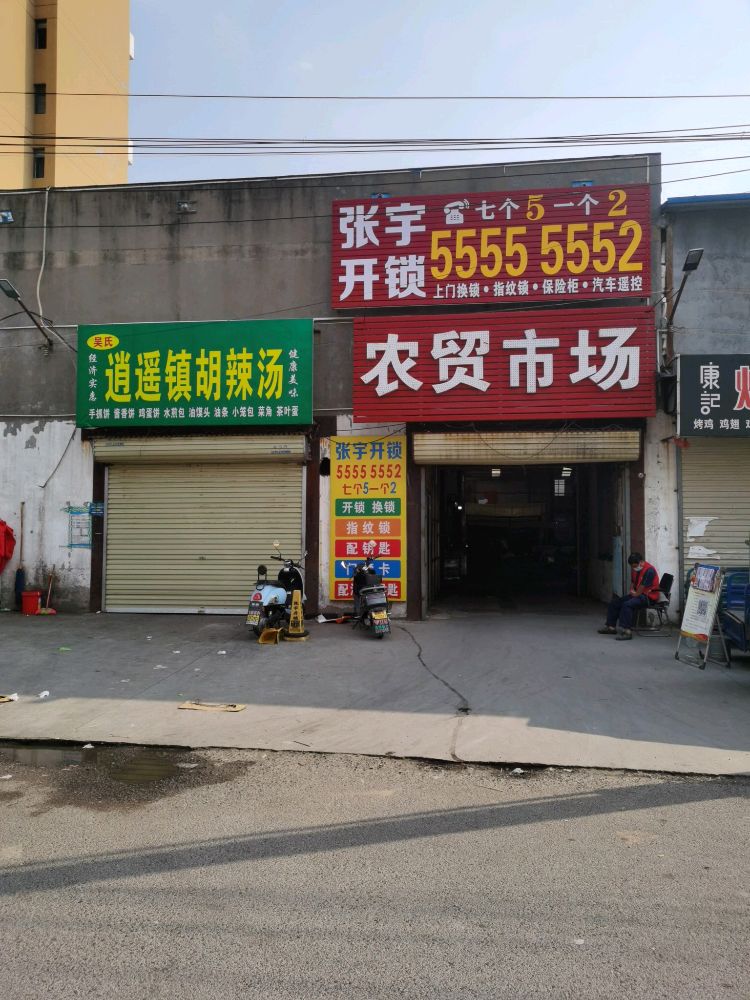 张宇开锁
七个5一个2
5555 5552
上门换锁·指纹锁·保险柜·汽车遥控
农贸市场
吴氏
经济实惠
逍遥镇胡辣汤
健康美味
手抓饼 酱香饼 鸡蛋饼 水煎包 油馍头 油条 小笼包 菜角 茶叶蛋
张宇开锁
5555 5552
七个5一个2
开锁 换锁
指纹锁
配钥匙
门 卡
康记
烤鸡 鸡翅